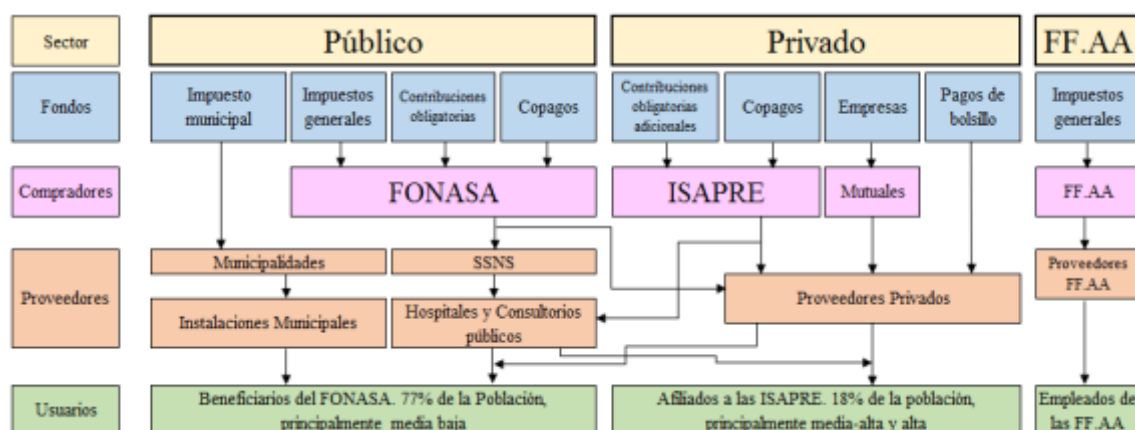 Sector
Público
Privado
FF.AA
Fondos
Impuesto
municipal
Impuestos
generales
Contribuciones
obligatorias
Copagos
Contribuciones
obligatorias
adicionales
Copagos
Empresas
Pagos de
bolsillo
Impuestos
generales
Compradores
FONASA
ISAPRE
Mutuales
FF.AA
Proveedores
Municipalidades
SSNS
Instalaciones Municipales
Hospitales y Consultorios
públicos
Proveedores Privados
Proveedores
FF.AA
Usuarios
Beneficiarios del FONASA. 77% de la Población,
principalmente media baja
Afiliados a las ISAPRE. 18% de la población,
principalmente media-alta y alta
Empleados de
las FF.AA